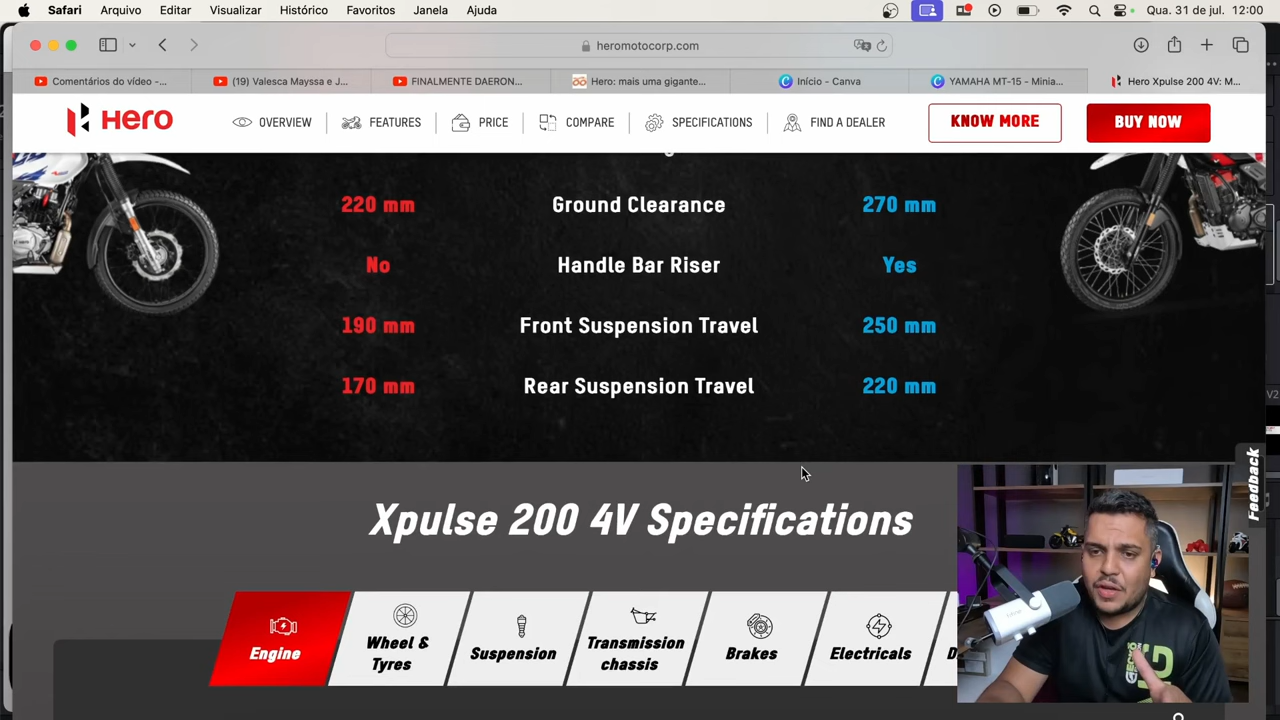 Safari Arquivo Editar Visualizar Histórico Favoritos Janela Ajuda Qua. 31 de jul. 12:00
heromotocorp.com
Comentários do vídeo -... (19) Valesca Mayssa e J... FINALMENTE DAERON... Hero: mais uma gigante... Início - Canva YAMAHA MT-15 - Minia... Hero Xpulse 200 4V: M...
Hero OVERVIEW FEATURES PRICE COMPARE SPECIFICATIONS FIND A DEALER KNOW MORE BUY NOW
220 mm Ground Clearance 270 mm
No Handle Bar Riser Yes
190 mm Front Suspension Travel 250 mm
170 mm Rear Suspension Travel 220 mm
Feedback
Xpulse 200 4V Specifications
Engine
Wheel &
Tyres
Suspension
Transmission
chassis
Brakes
Electricals